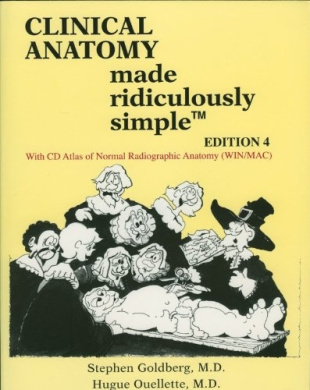 CLINICAL
ANATOMY
made
ridiculously
simple™
EDITION 4
With CD Atlas of Normal Radiographic Anatomy (WIN/MAC)
Stephen Goldberg, M.D.
Hugue Ouellette, M.D.